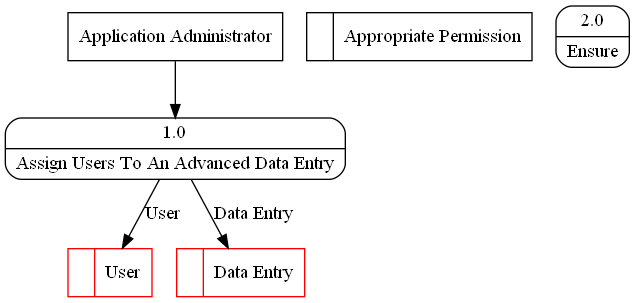 Application Administrator
Appropriate Permission
2.0
Ensure
1.0
Assign Users To An Advanced Data Entry
User
Data Entry
User
Data Entry